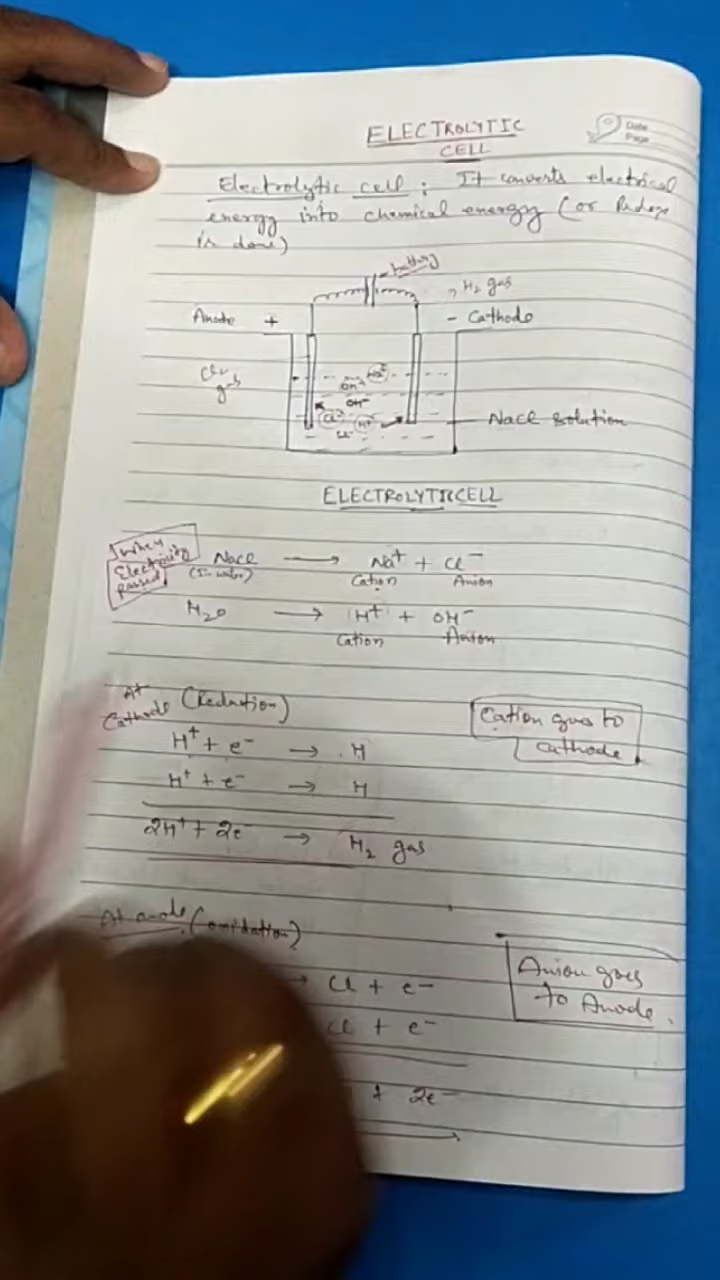 ELECTROLYTIC
CELL
Date
Page
Electrolytic cell : It converts electrical
energy into chemical energy (or Redox
is done)
battery
H2 gas
Anode +
- Cathode
Cl2
gas
Na+
OH-
OH-
Cl-
H+
Cl-
NaCl solution
ELECTROLYTIC CELL
When
Electricity
passed
NaCl → Na+ + Cl-
(In water) Cation Anion
H2O → H+ + OH-
Cation Anion
At
Cathode (Reduction)
Cation goes to
cathode
H+ + e- → H
H+ + e- → H
2H+ + 2e- → H2 gas
At anode (oxidation)
Anion goes
to Anode.
→ Cl + e-
Cl + e-
+ 2e-